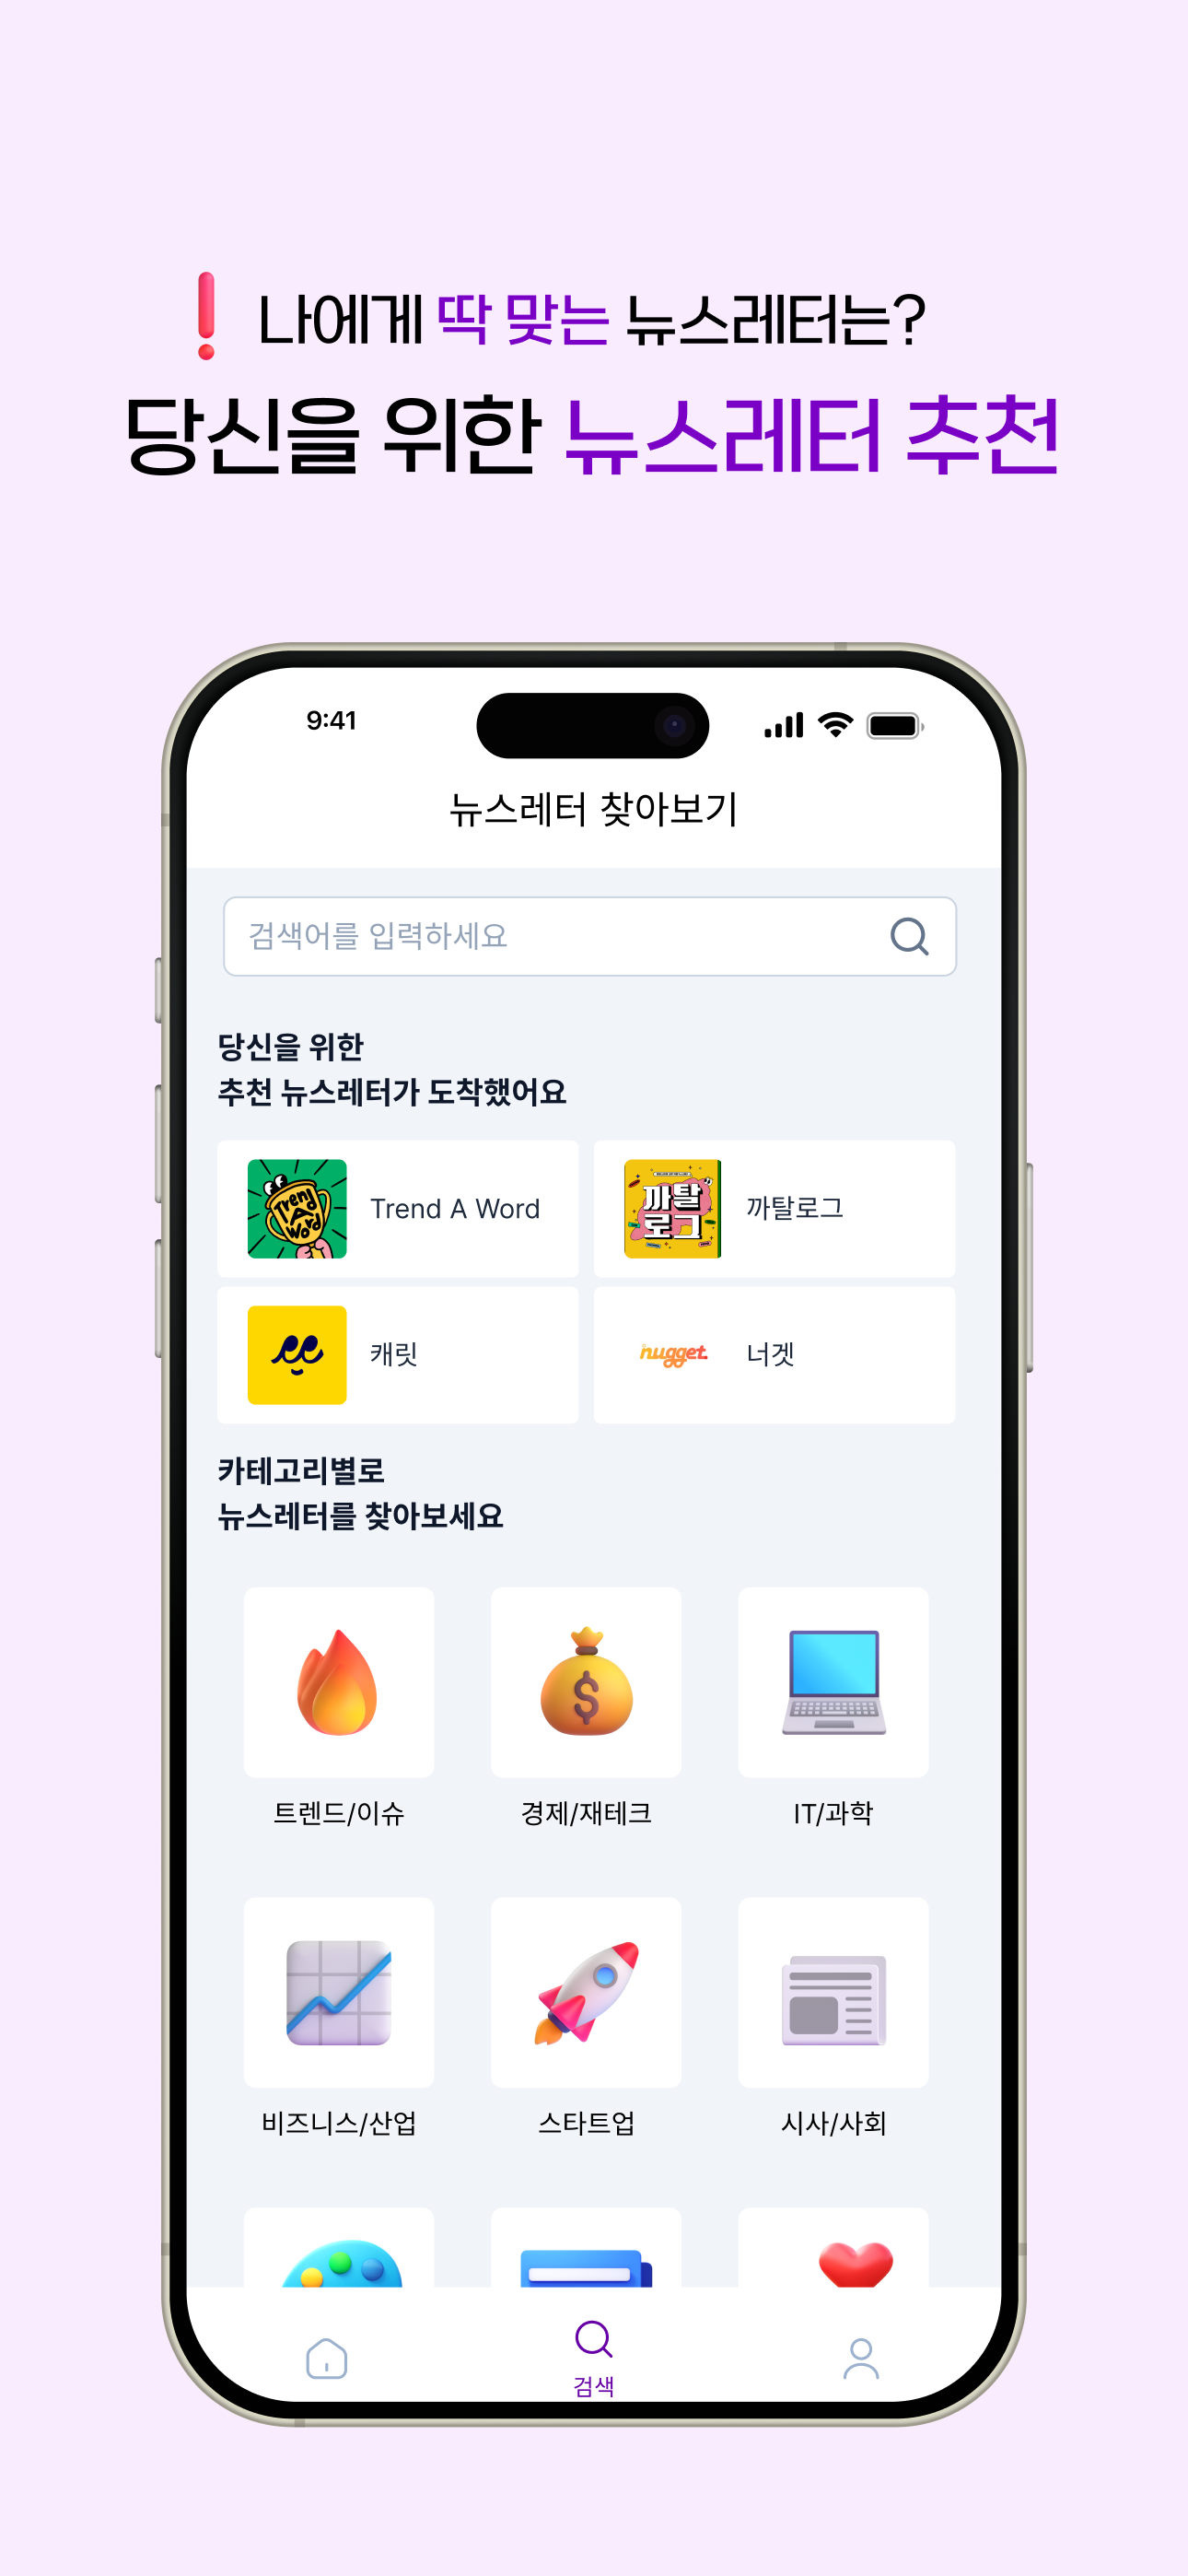 ❗ 나에게 딱 맞는 뉴스레터는?
당신을 위한 뉴스레터 추천
9:41
뉴스레터 찾아보기
검색어를 입력하세요
당신을 위한
추천 뉴스레터가 도착했어요
Trend A Word
Trend A Word
까탈로그
까탈로그
캐릿
nugget.
너겟
카테고리별로
뉴스레터를 찾아보세요
트렌드/이슈
경제/재테크
IT/과학
비즈니스/산업
스타트업
시사/사회
검색